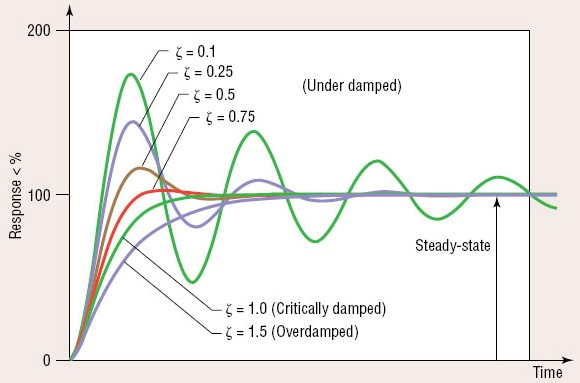 200
ζ = 0.1
ζ = 0.25
(Under damped)
ζ = 0.5
ζ = 0.75
Response < %
100
Steady-state
ζ = 1.0 (Critically damped)
ζ = 1.5 (Overdamped)
0
Time